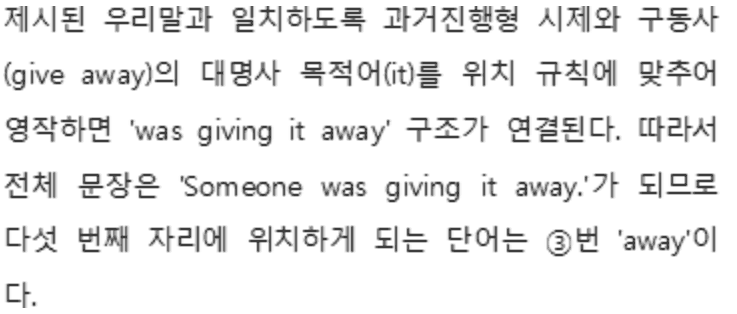 제시된 우리말과 일치하도록 과거진행형 시제와 구동사
(give away)의 대명사 목적어(it)를 위치 규칙에 맞추어
영작하면 'was giving it away' 구조가 연결된다. 따라서
전체 문장은 'Someone was giving it away.'가 되므로
다섯 번째 자리에 위치하게 되는 단어는 ③번 'away'이
다.